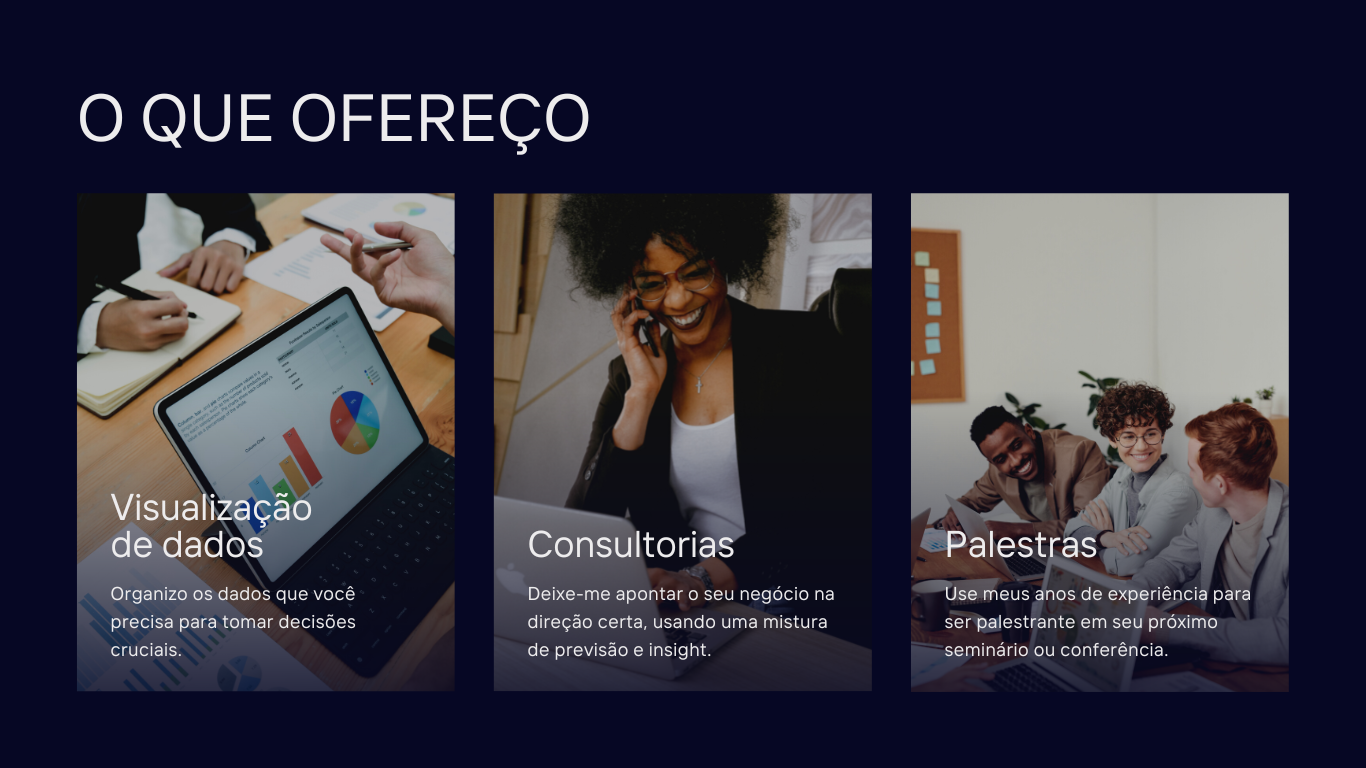 O QUE OFEREÇO
Visualização
de dados
Organizo os dados que você
precisa para tomar decisões
cruciais.
Consultorias
Deixe-me apontar o seu negócio na
direção certa, usando uma mistura
de previsão e insight.
Palestras
Use meus anos de experiência para
ser palestrante em seu próximo
seminário ou conferência.